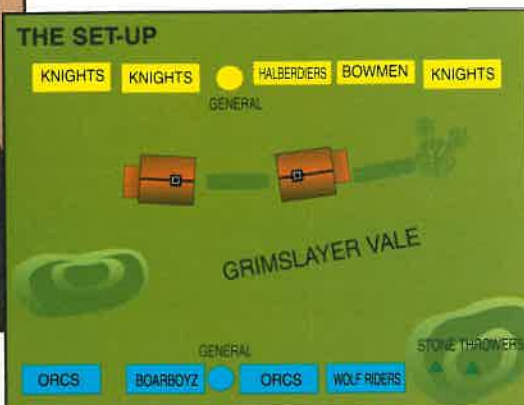 THE SET-UP
KNIGHTS KNIGHTS HALBERDIERS BOWMEN KNIGHTS
GENERAL
GRIMSLAYER VALE
GENERAL
STONE THROWERS
ORCS BOARBOYZ ORCS WOLF RIDERS